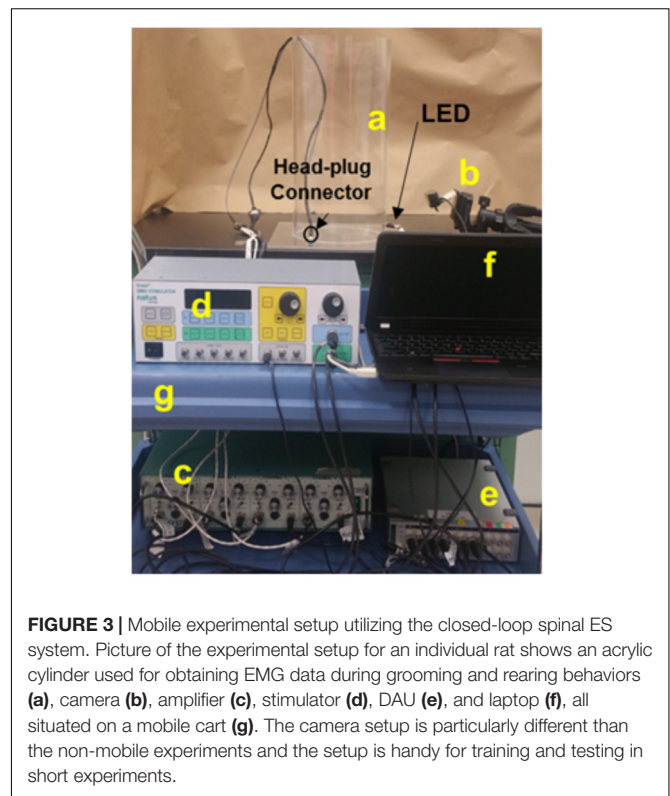 a
LED
Head-plug
Connector
b
f
d
natus
g
c
e
FIGURE 3 | Mobile experimental setup utilizing the closed-loop spinal ES
system. Picture of the experimental setup for an individual rat shows an acrylic
cylinder used for obtaining EMG data during grooming and rearing behaviors
(a), camera (b), amplifier (c), stimulator (d), DAU (e), and laptop (f), all
situated on a mobile cart (g). The camera setup is particularly different than
the non-mobile experiments and the setup is handy for training and testing in
short experiments.